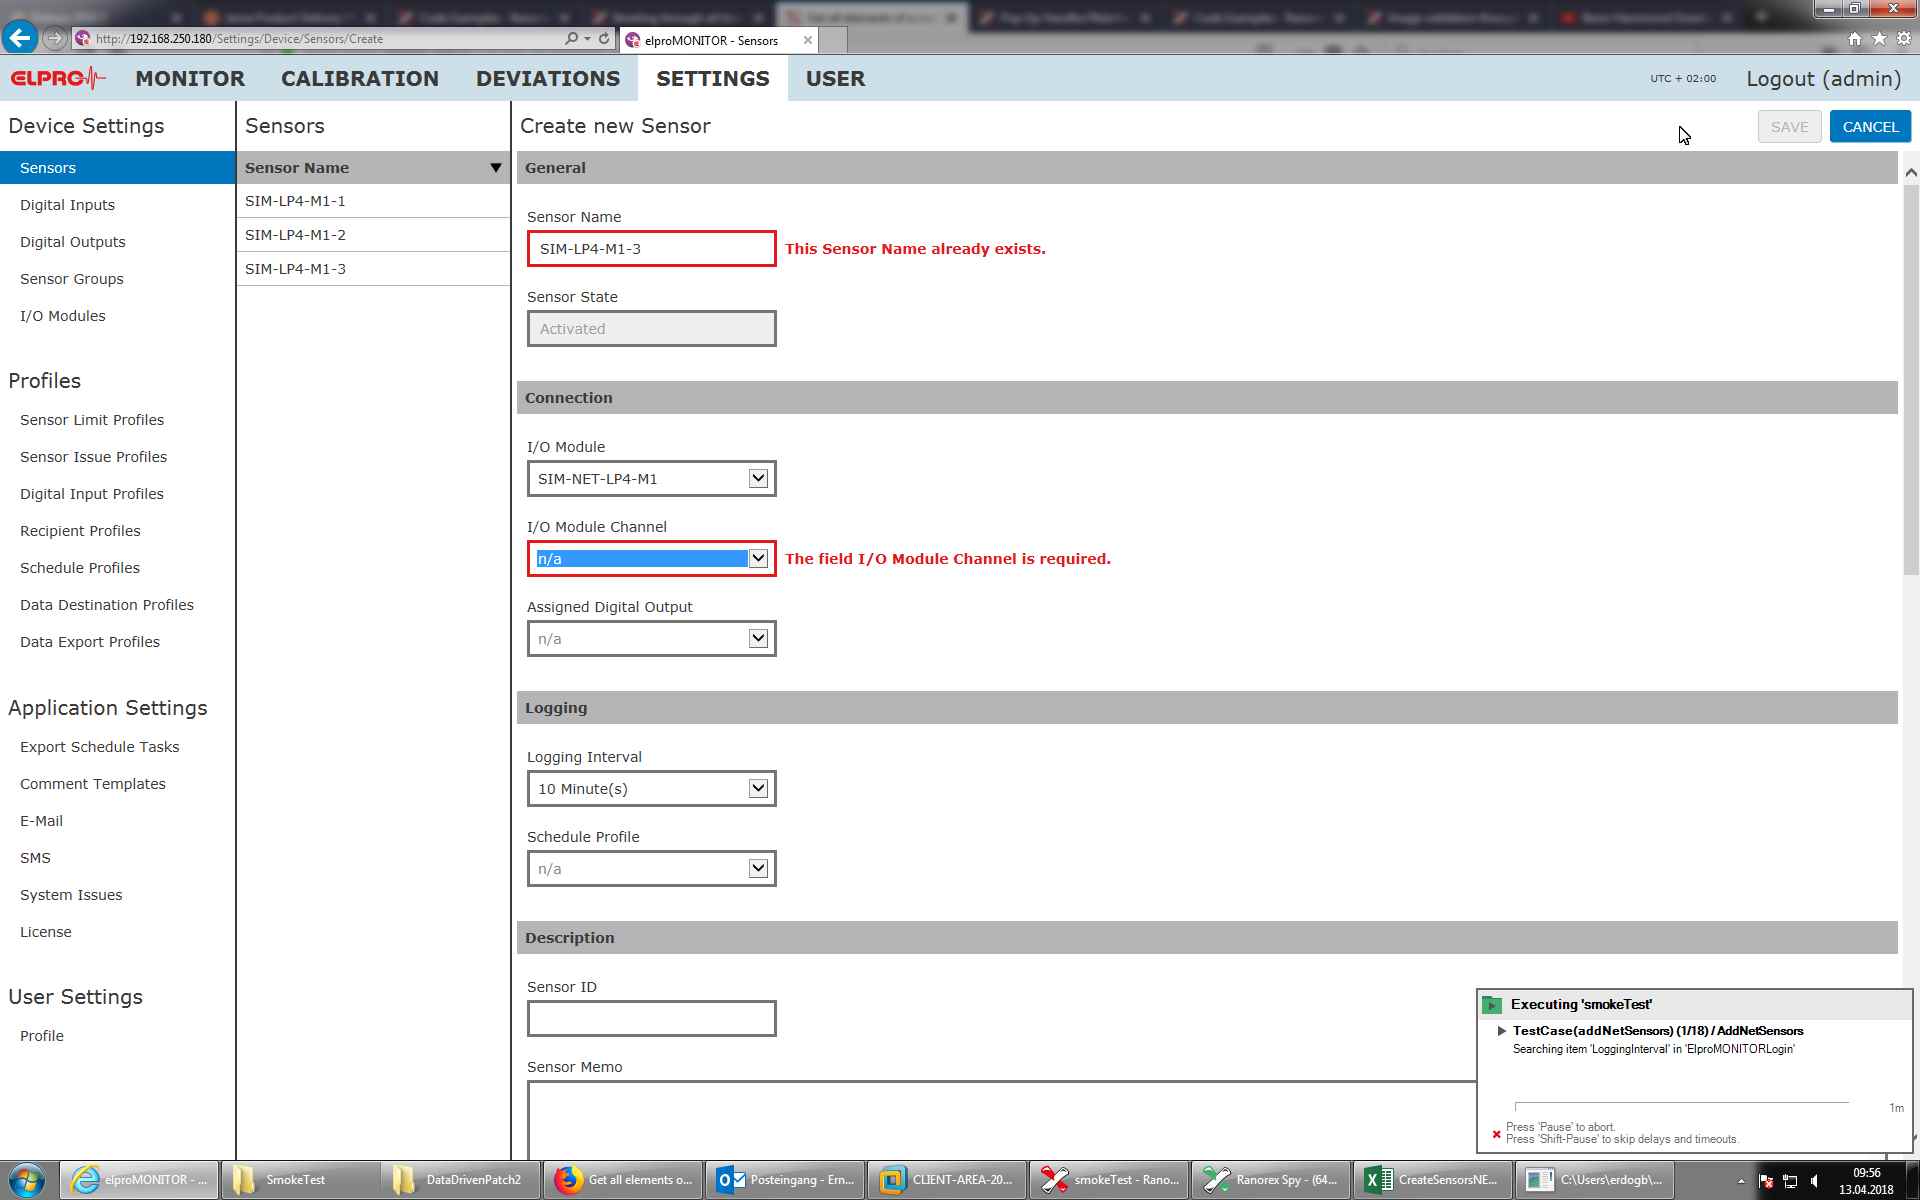 http://192.168.250.180/Settings/Device/Sensors/Create
elproMONITOR - Sensors
ELPRO
MONITOR
CALIBRATION
DEVIATIONS
SETTINGS
USER
UTC + 02:00
Logout (admin)
Device Settings
Sensors
Digital Inputs
Digital Outputs
Sensor Groups
I/O Modules
Profiles
Sensor Limit Profiles
Sensor Issue Profiles
Digital Input Profiles
Recipient Profiles
Schedule Profiles
Data Destination Profiles
Data Export Profiles
Application Settings
Export Schedule Tasks
Comment Templates
E-Mail
SMS
System Issues
License
User Settings
Profile
Sensors
Sensor Name
SIM-LP4-M1-1
SIM-LP4-M1-2
SIM-LP4-M1-3
Create new Sensor
SAVE
CANCEL
General
Sensor Name
SIM-LP4-M1-3
This Sensor Name already exists.
Sensor State
Activated
Connection
I/O Module
SIM-NET-LP4-M1
I/O Module Channel
n/a
The field I/O Module Channel is required.
Assigned Digital Output
n/a
Logging
Logging Interval
10 Minute(s)
Schedule Profile
n/a
Description
Sensor ID
Sensor Memo
Executing 'smokeTest'
TestCase(addNetSensors) (1/18) / AddNetSensors
Searching item 'LoggingInterval' in 'ElproMONITORLogin'
1m
Press 'Pause' to abort.
Press 'Shift-Pause' to skip delays and timeouts.
elproMONITOR - ...
SmokeTest
DataDrivenPatch2
Get all elements o...
Posteingang - Ern...
CLIENT-AREA-20...
smokeTest - Rano...
Ranorex Spy - (64...
CreateSensorsNE...
C:\Users\erdogb\...
09:56
13.04.2018